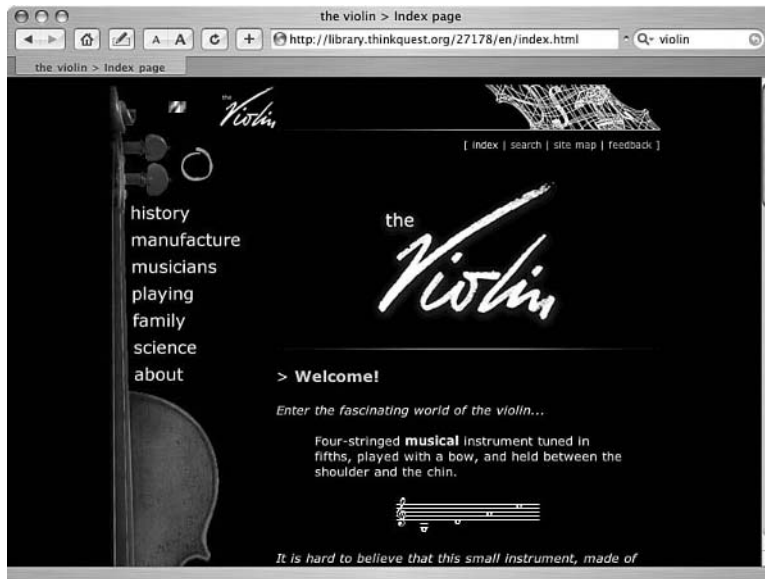 the violin > Index page
A A http://library.thinkquest.org/27178/en/index.html violin
the violin > Index page
the Violin
[ index | search | site map | feedback ]
history
manufacture
musicians
playing
family
science
about
the
Violin
> Welcome!
Enter the fascinating world of the violin...
Four-stringed musical instrument tuned in
fifths, played with a bow, and held between the
shoulder and the chin.
It is hard to believe that this small instrument, made of